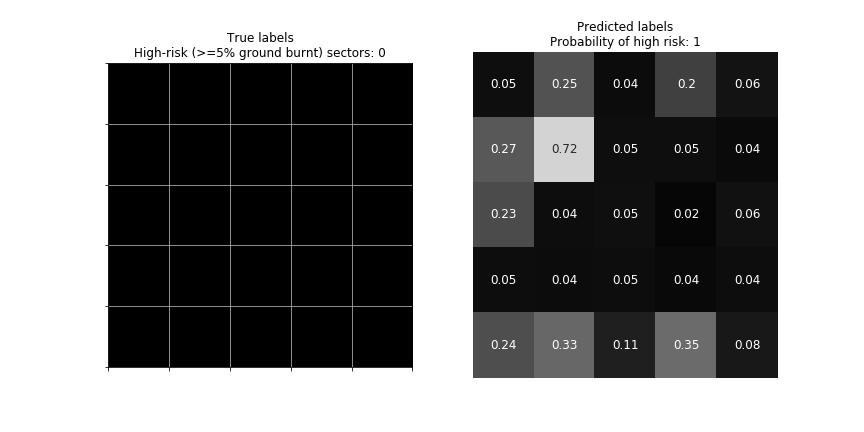 True labels
High-risk (>=5% ground burnt) sectors: 0
Predicted labels
Probability of high risk: 1
0.05 0.25 0.04 0.2 0.06
0.27 0.72 0.05 0.05 0.04
0.23 0.04 0.05 0.02 0.06
0.05 0.04 0.05 0.04 0.04
0.24 0.33 0.11 0.35 0.08